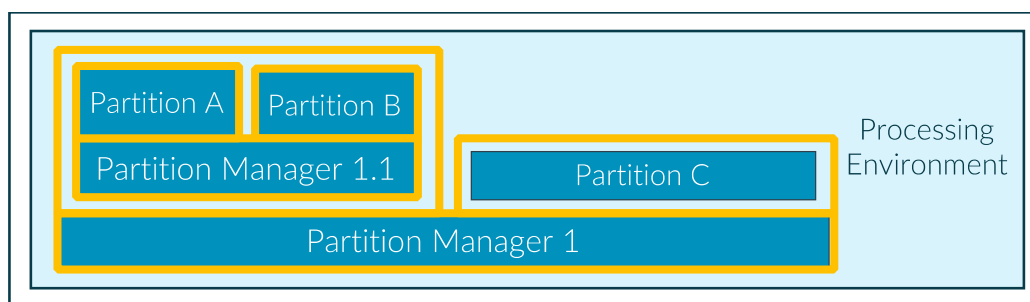 Partition A
Partition B
Partition Manager 1.1
Partition C
Partition Manager 1
Processing
Environment